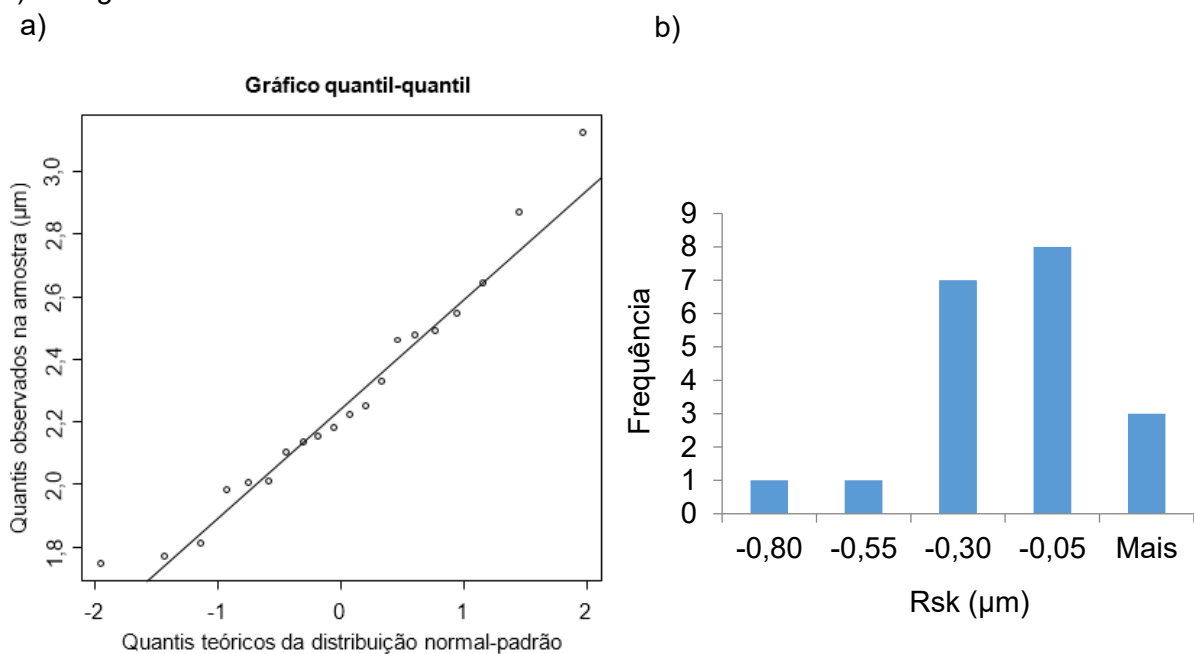 a)
b)
Gráfico quantil-quantil
Quantis observados na amostra (µm)
3,0
2,8
2,6
2,4
2,2
2,0
1,8
-2 -1 0 1 2
Quantis teóricos da distribuição normal-padrão
Frequência
9
8
7
6
5
4
3
2
1
0
-0,80 -0,55 -0,30 -0,05 Mais
Rsk (µm)